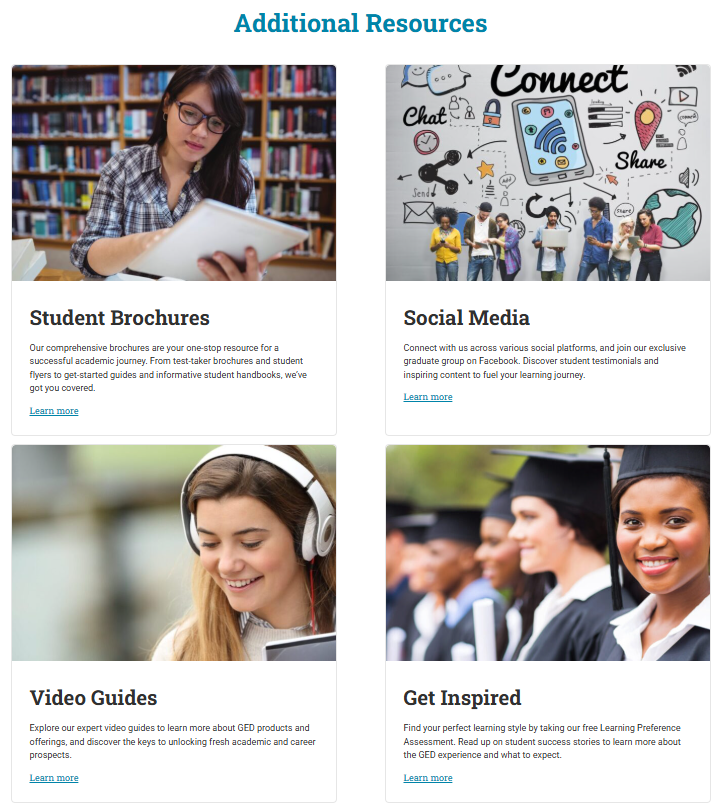 Additional Resources
Connect
Chat
Share
Send
Add
Student Brochures
Our comprehensive brochures are your one-stop resource for a
successful academic journey. From test-taker brochures and student
flyers to get-started guides and informative student handbooks, we've
got you covered.
Learn more
Social Media
Connect with us across various social platforms, and join our exclusive
graduate group on Facebook. Discover student testimonials and
inspiring content to fuel your learning journey.
Learn more
Video Guides
Explore our expert video guides to learn more about GED products and
offerings, and discover the keys to unlocking fresh academic and career
prospects.
Learn more
Get Inspired
Find your perfect learning style by taking our free Learning Preference
Assessment. Read up on student success stories to learn more about
the GED experience and what to expect.
Learn more